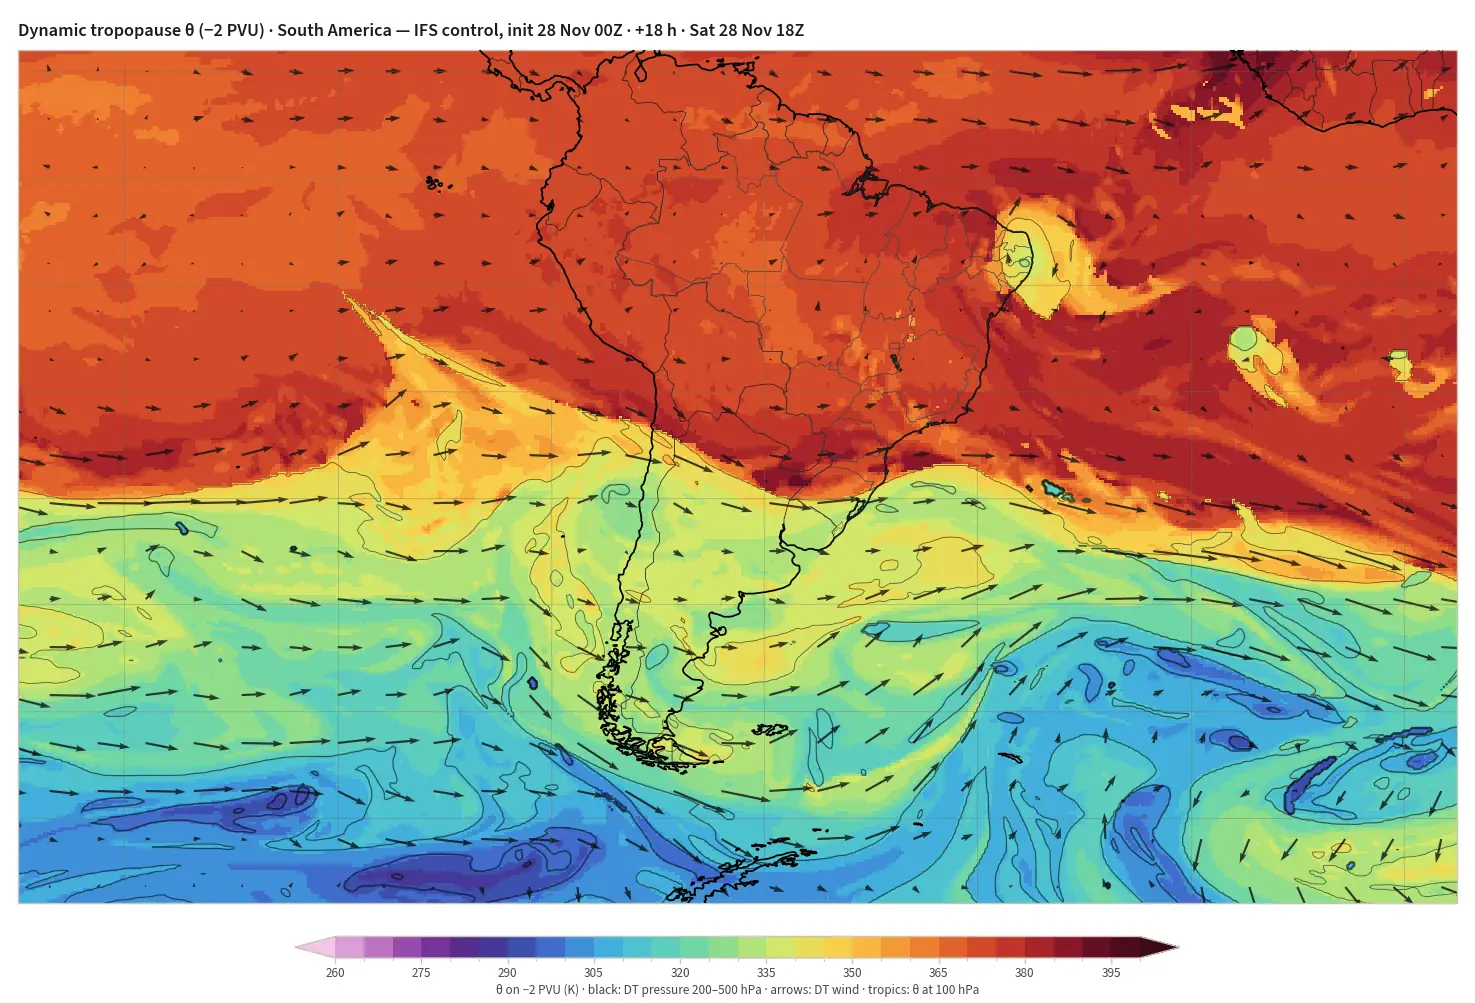 Dynamic tropopause θ (−2 PVU) · South America — IFS control, init 28 Nov 00Z · +18 h · Sat 28 Nov 18Z
260 275 290 305 320 335 350 365 380 395
θ on −2 PVU (K) · black: DT pressure 200–500 hPa · arrows: DT wind · tropics: θ at 100 hPa